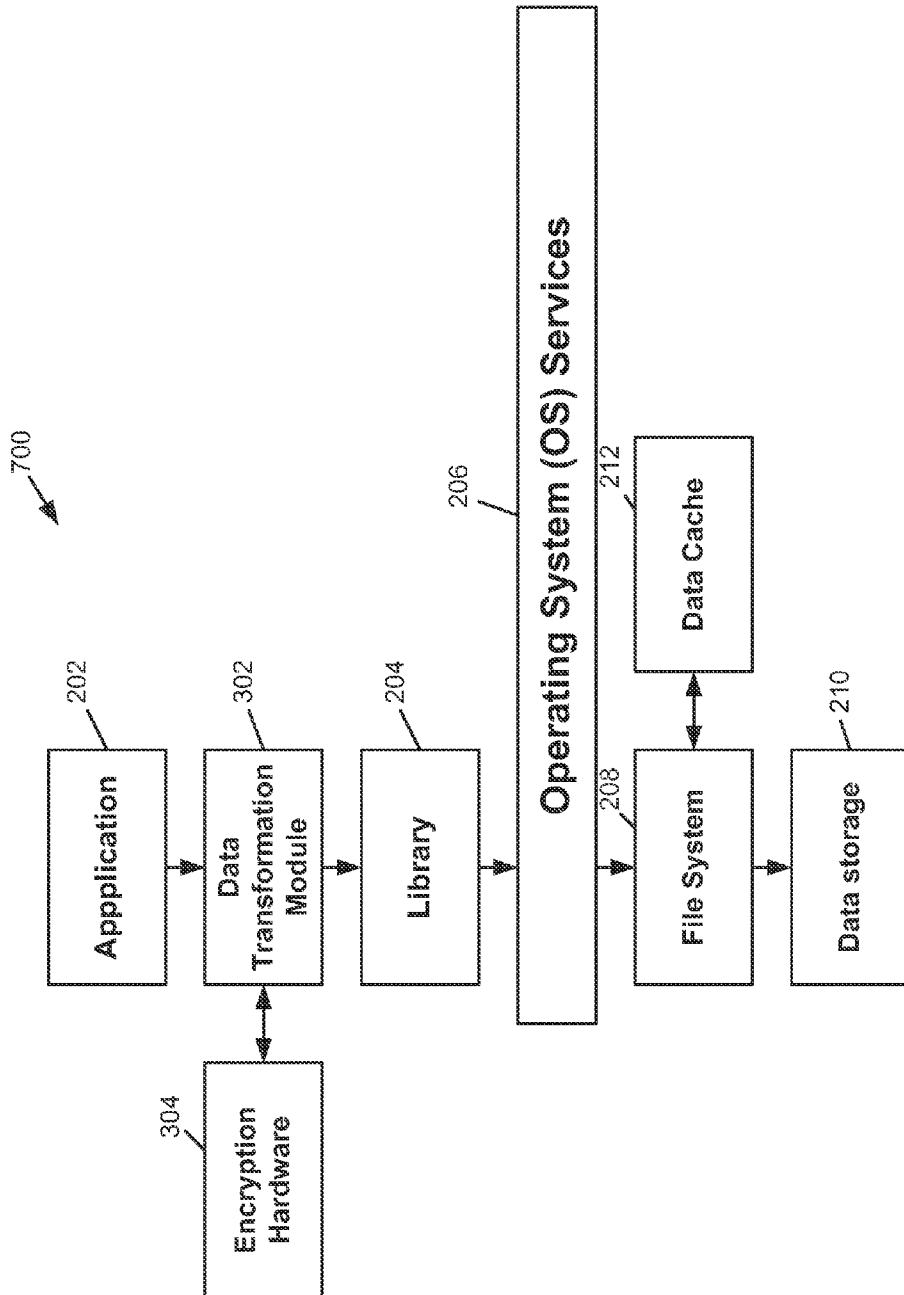 700
Appplication
202
Data
Transformation
Module
302
Encryption
Hardware
304
Library
204
Operating System (OS) Services
206
File System
208
Data Cache
212
Data storage
210